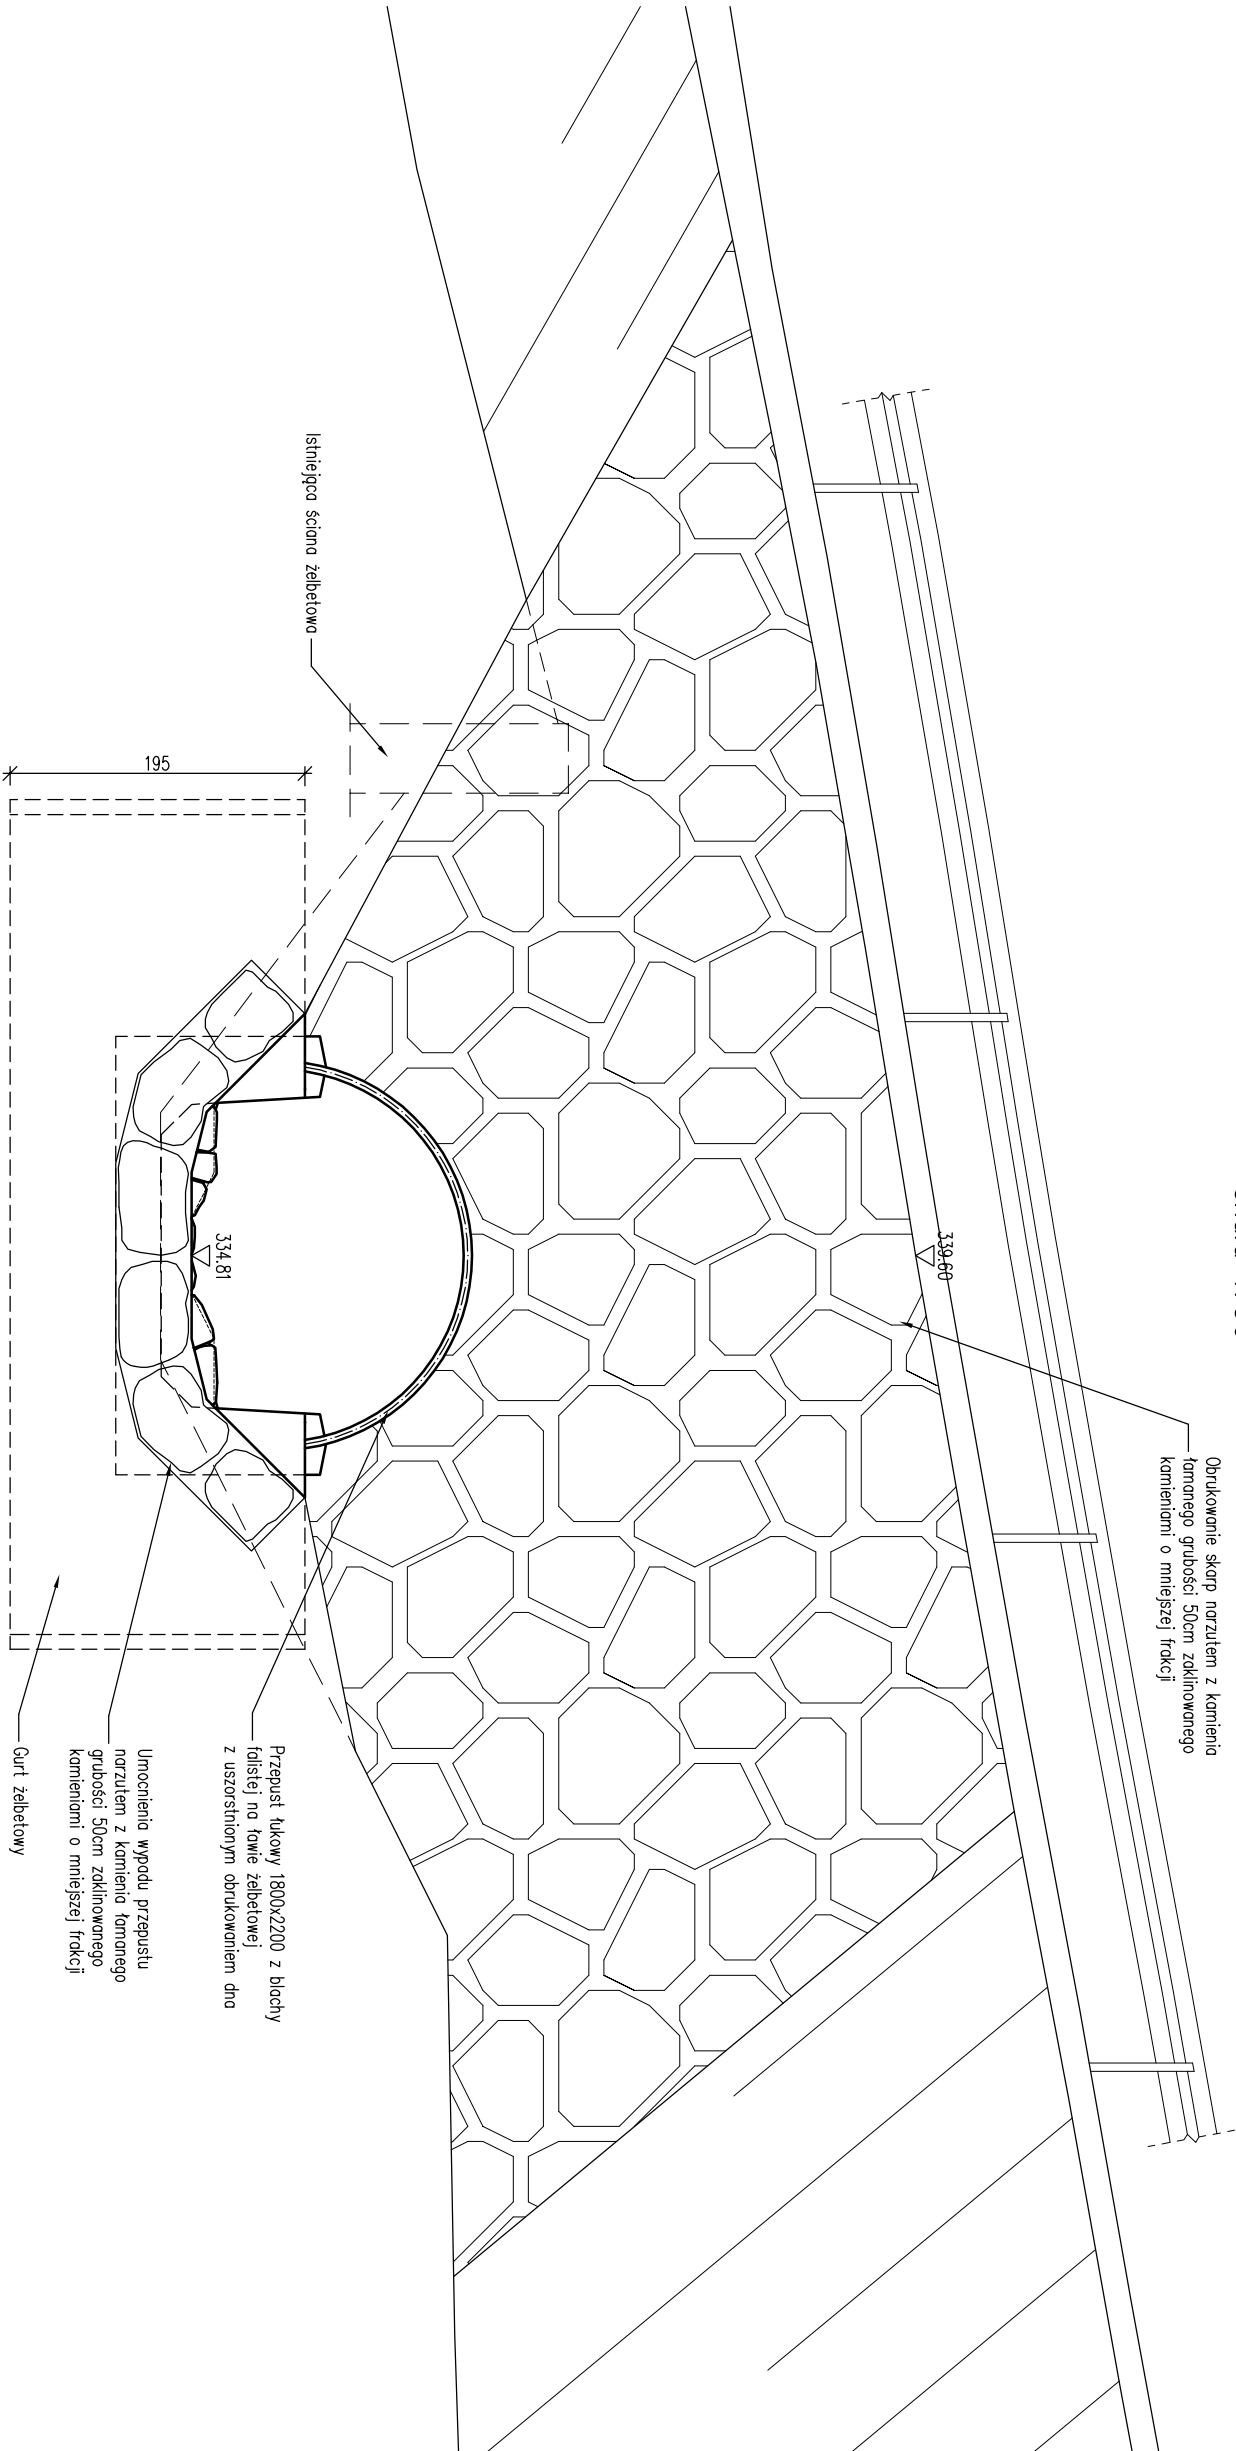 Obrukowanie skarp narzutem z kamienia
łamanego grubości 50cm zaklinowanego
kamieniami o mniejszej frakcji
339.60
334.81
Istniejąca ściana żelbetowa
195
Przepust łukowy 1800x2200 z blachy
falistej na ławie żelbetowej
z uszorstnionym obrukowaniem dna
Umocnienia wypadu przepustu
narzutem z kamienia łamanego
grubości 50cm zaklinowanego
kamieniami o mniejszej frakcji
Gurt żelbetowy